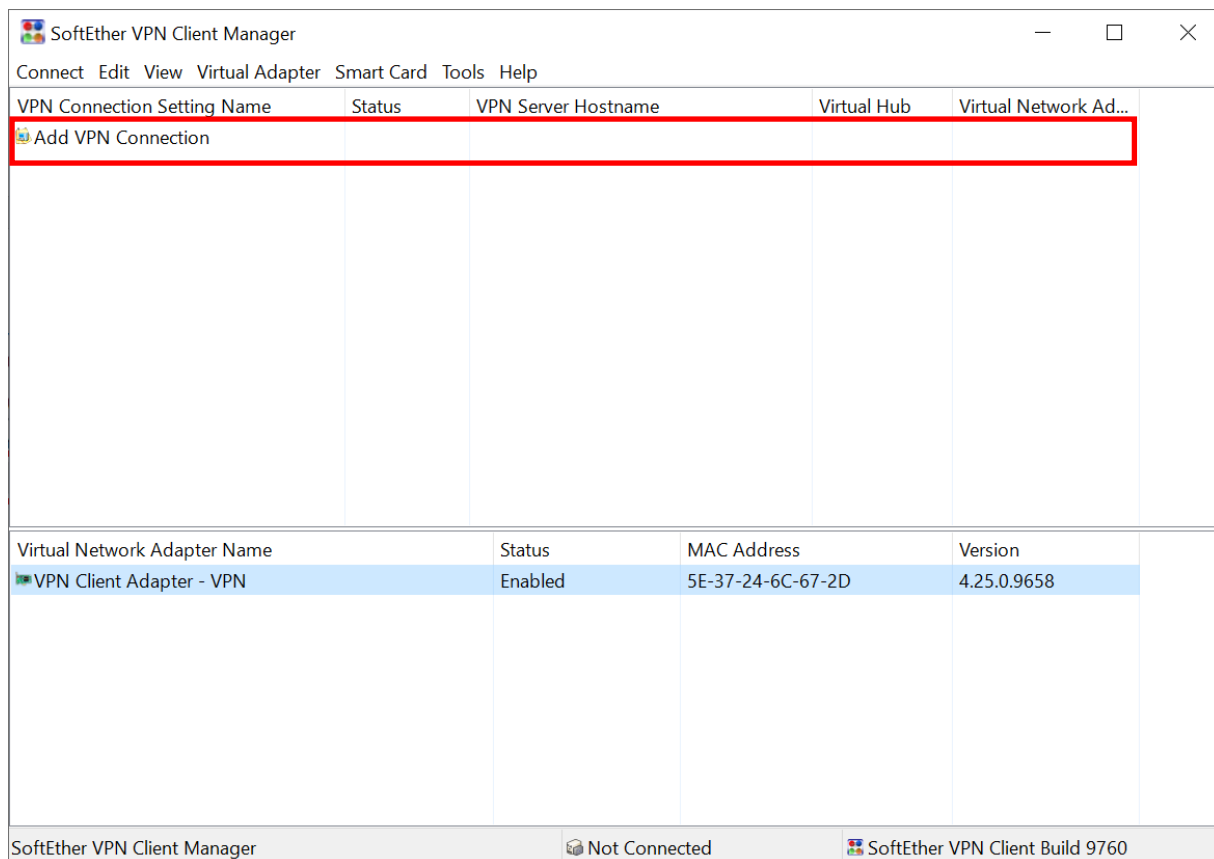 SoftEther VPN Client Manager
Connect Edit View Virtual Adapter Smart Card Tools Help
VPN Connection Setting Name Status VPN Server Hostname Virtual Hub Virtual Network Ad...
Add VPN Connection
Virtual Network Adapter Name Status MAC Address Version
VPN Client Adapter - VPN Enabled 5E-37-24-6C-67-2D 4.25.0.9658
SoftEther VPN Client Manager Not Connected SoftEther VPN Client Build 9760